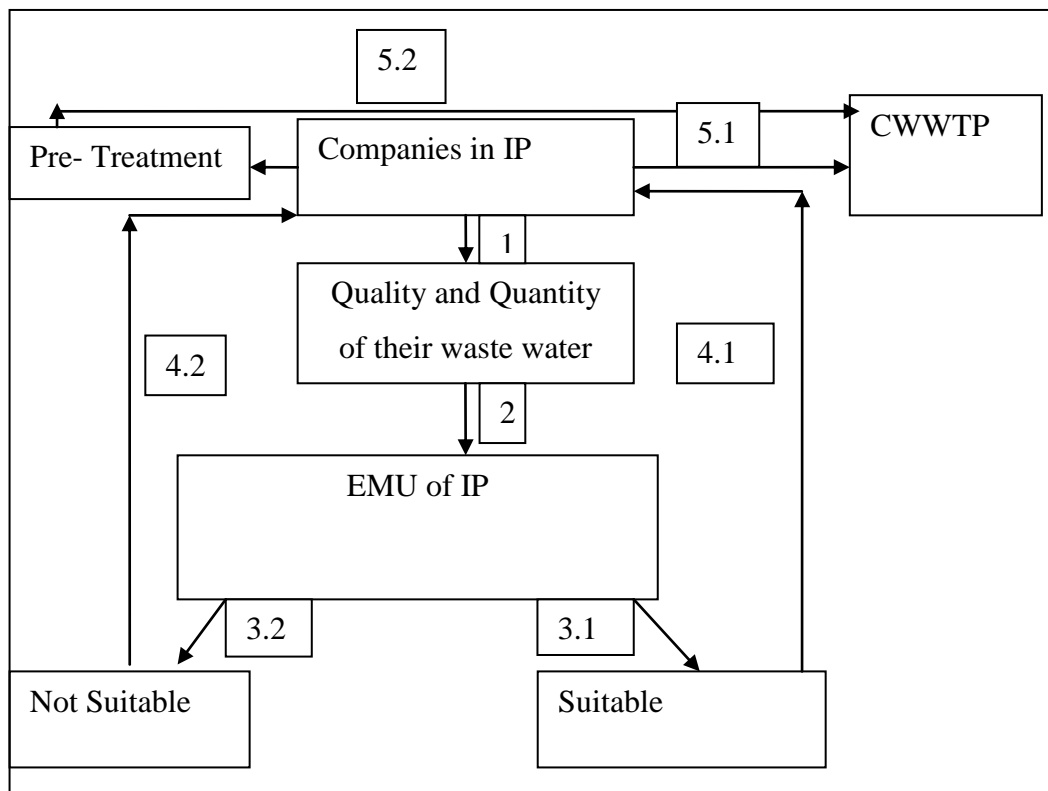 5.2
5.1
CWWTP
Pre- Treatment
Companies in IP
1
Quality and Quantity
of their waste water
4.2
4.1
2
EMU of IP
3.2
3.1
Not Suitable
Suitable